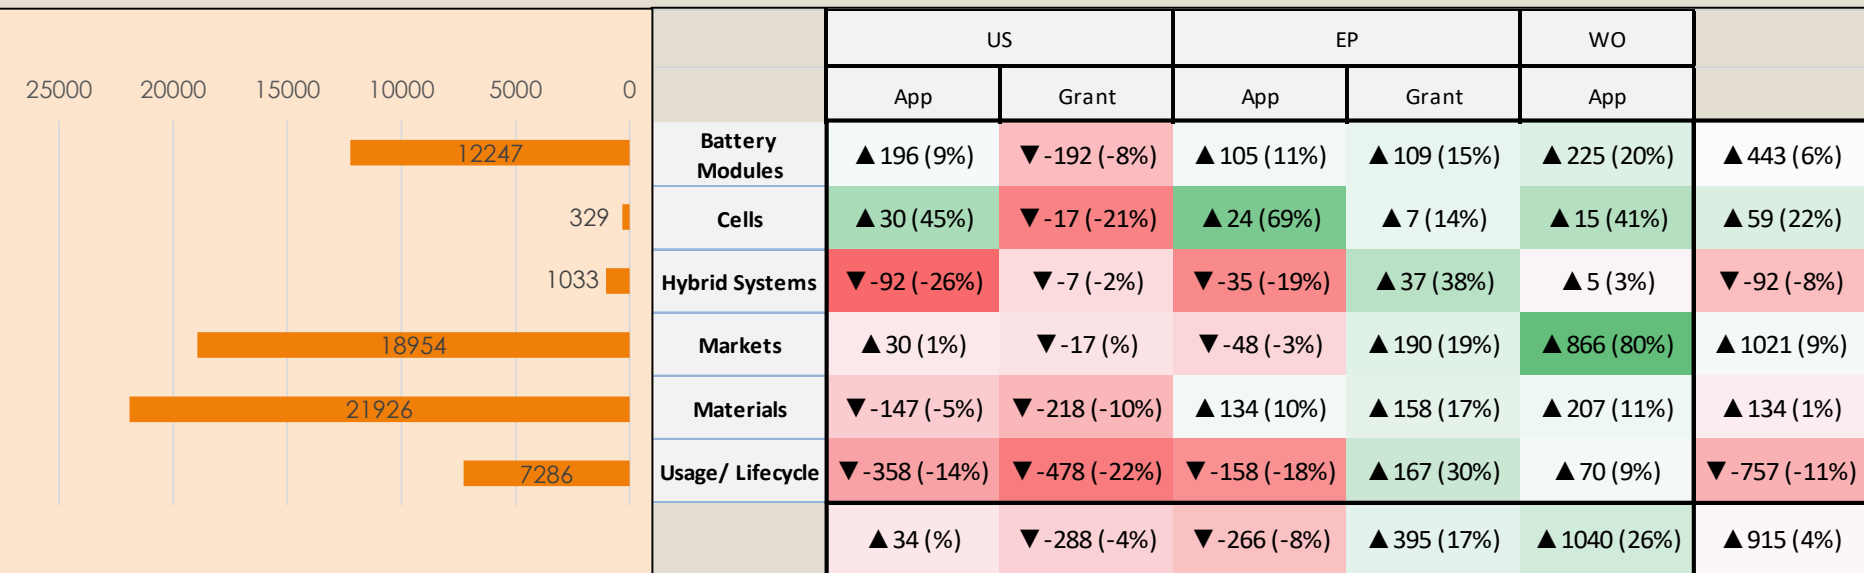 US EP WO
25000 20000 15000 10000 5000 0 App Grant App Grant App
12247 Battery Modules ▲196 (9%) ▼-192 (-8%) ▲105 (11%) ▲109 (15%) ▲225 (20%) ▲443 (6%)
329 Cells ▲30 (45%) ▼-17 (-21%) ▲24 (69%) ▲7 (14%) ▲15 (41%) ▲59 (22%)
1033 Hybrid Systems ▼-92 (-26%) ▼-7 (-2%) ▼-35 (-19%) ▲37 (38%) ▲5 (3%) ▼-92 (-8%)
18954 Markets ▲30 (1%) ▼-17 (%) ▼-48 (-3%) ▲190 (19%) ▲866 (80%) ▲1021 (9%)
21926 Materials ▼-147 (-5%) ▼-218 (-10%) ▲134 (10%) ▲158 (17%) ▲207 (11%) ▲134 (1%)
7286 Usage/ Lifecycle ▼-358 (-14%) ▼-478 (-22%) ▼-158 (-18%) ▲167 (30%) ▲70 (9%) ▼-757 (-11%)
▲34 (%) ▼-288 (-4%) ▼-266 (-8%) ▲395 (17%) ▲1040 (26%) ▲915 (4%)